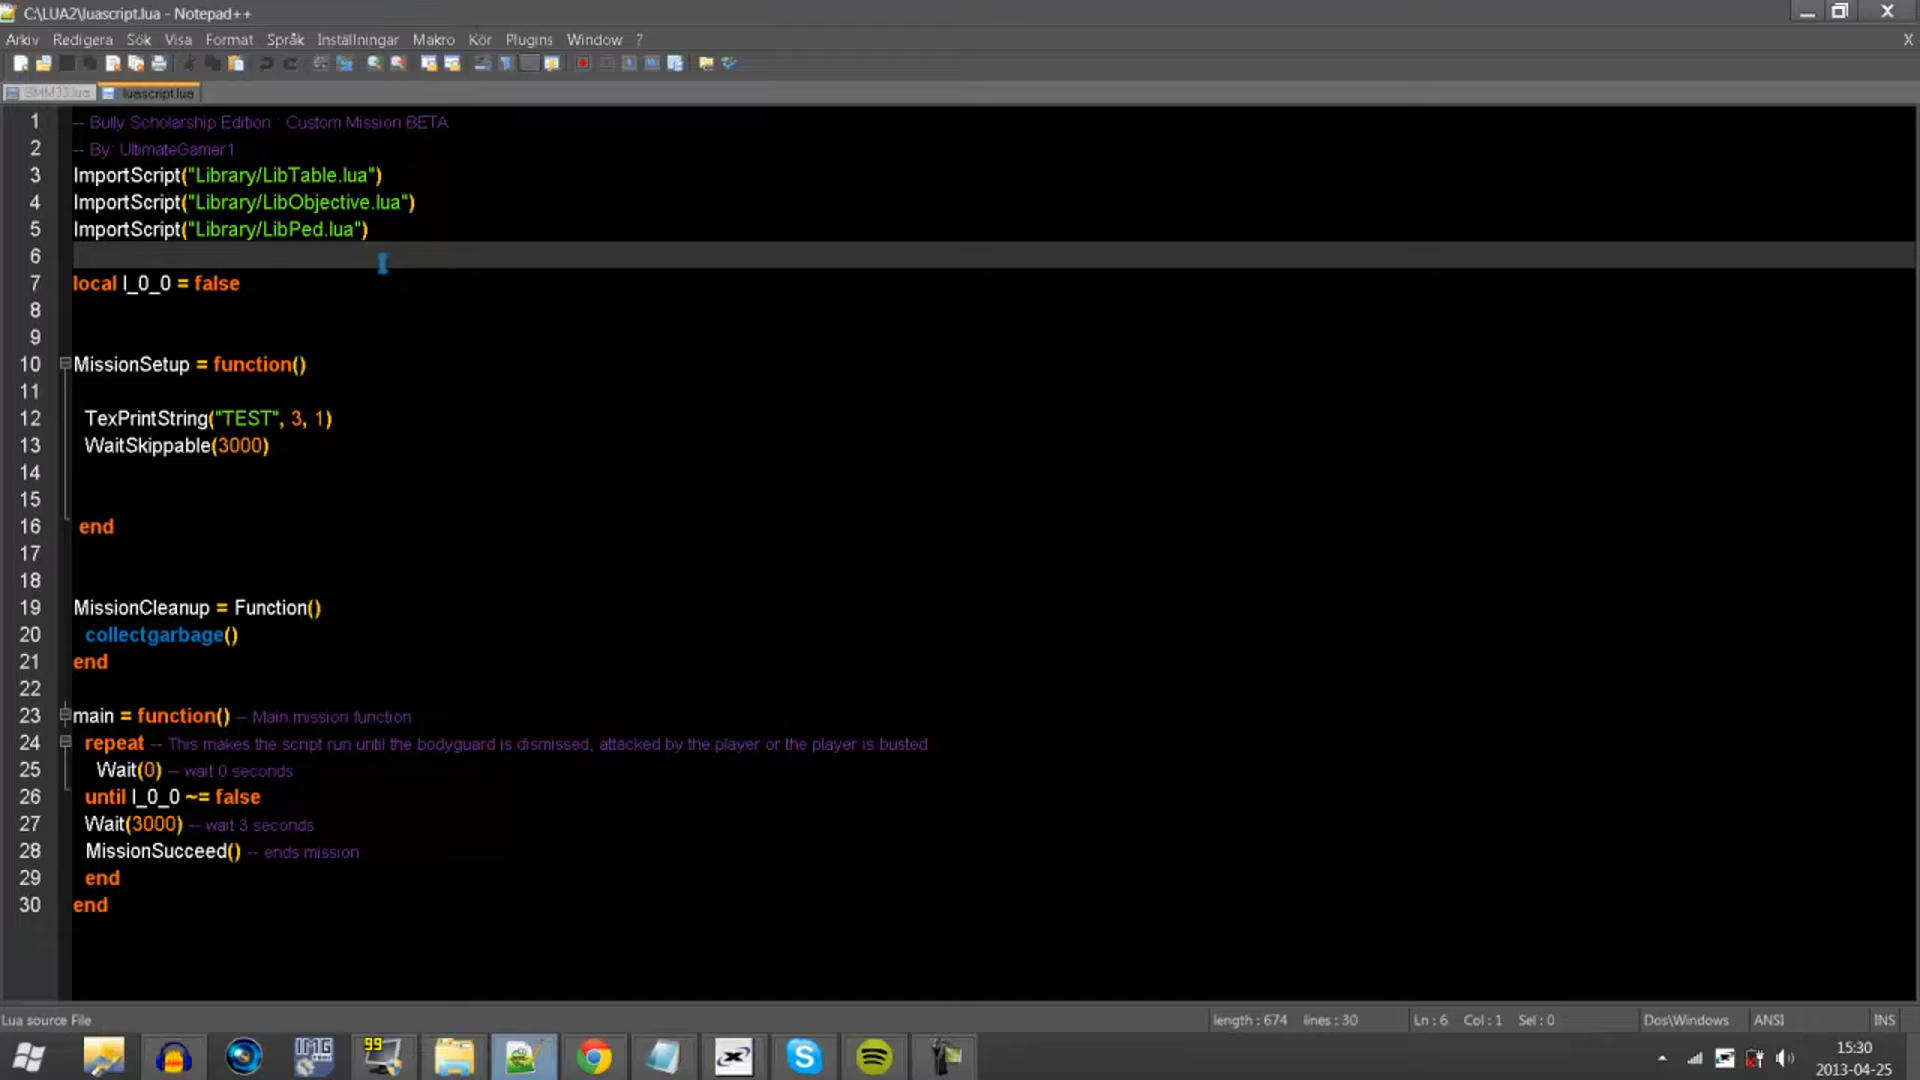 C:\LUA2\luascript.lua - Notepad++
Arkiv Redigera Sök Visa Format Språk Inställningar Makro Kör Plugins Window ? X
SMM33.lua luascript.lua
1 -- Bully Scholarship Edition : Custom Mission BETA
2 -- By: UltimateGamer1
3 ImportScript("Library/LibTable.lua")
4 ImportScript("Library/LibObjective.lua")
5 ImportScript("Library/LibPed.lua")
6
7 local l_0_0 = false
8
9
10 MissionSetup = function()
11
12 TexPrintString("TEST", 3, 1)
13 WaitSkippable(3000)
14
15
16 end
17
18
19 MissionCleanup = Function()
20 collectgarbage()
21 end
22
23 main = function() -- Main mission function
24 repeat -- This makes the script run until the bodyguard is dismissed, attacked by the player or the player is busted
25 Wait(0) -- wait 0 seconds
26 until l_0_0 ~= false
27 Wait(3000) -- wait 3 seconds
28 MissionSucceed() -- ends mission
29 end
30 end
Lua source File length : 674 lines : 30 Ln : 6 Col : 1 Sel : 0 Dos\Windows ANSI INS
IMG 99
15:30
2013-04-25